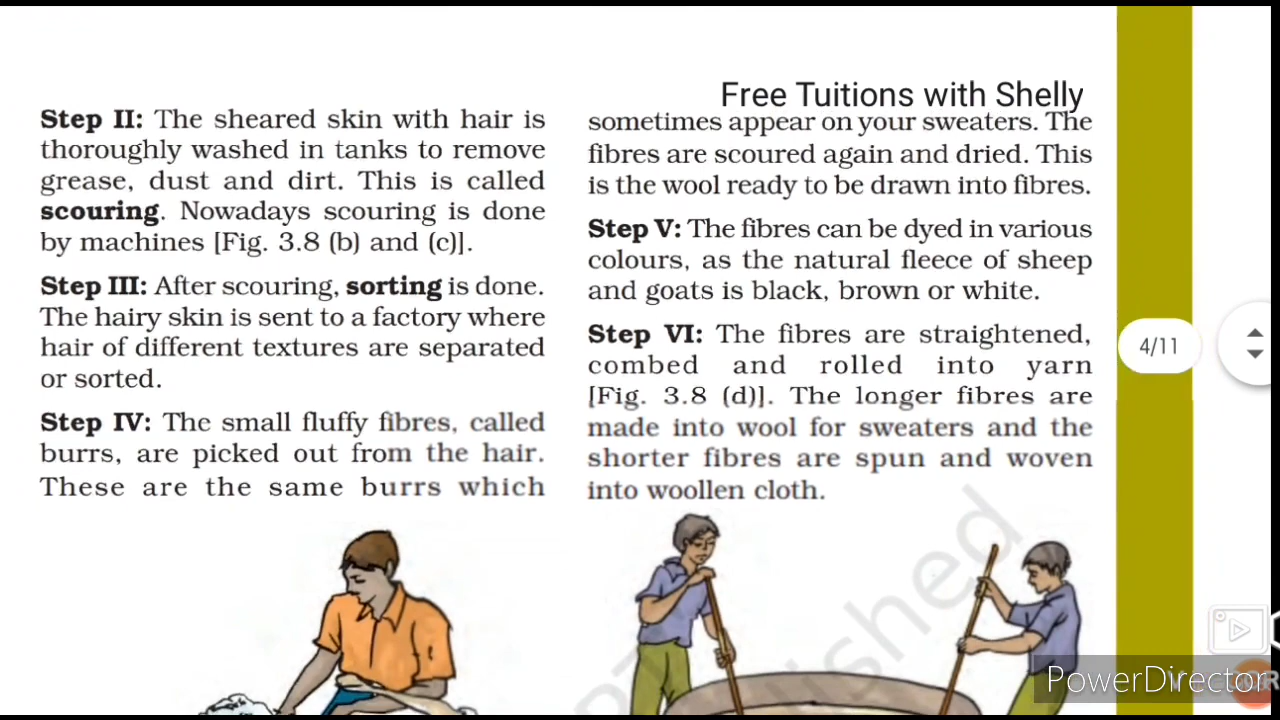 Free Tuitions with Shelly
Step II: The sheared skin with hair is
thoroughly washed in tanks to remove
grease, dust and dirt. This is called
scouring. Nowadays scouring is done
by machines [Fig. 3.8 (b) and (c)].
Step III: After scouring, sorting is done.
The hairy skin is sent to a factory where
hair of different textures are separated
or sorted.
Step IV: The small fluffy fibres, called
burrs, are picked out from the hair.
These are the same burrs which
sometimes appear on your sweaters. The
fibres are scoured again and dried. This
is the wool ready to be drawn into fibres.
Step V: The fibres can be dyed in various
colours, as the natural fleece of sheep
and goats is black, brown or white.
Step VI: The fibres are straightened,
combed and rolled into yarn
[Fig. 3.8 (d)]. The longer fibres are
made into wool for sweaters and the
shorter fibres are spun and woven
into woollen cloth.
4/11
PowerDirector